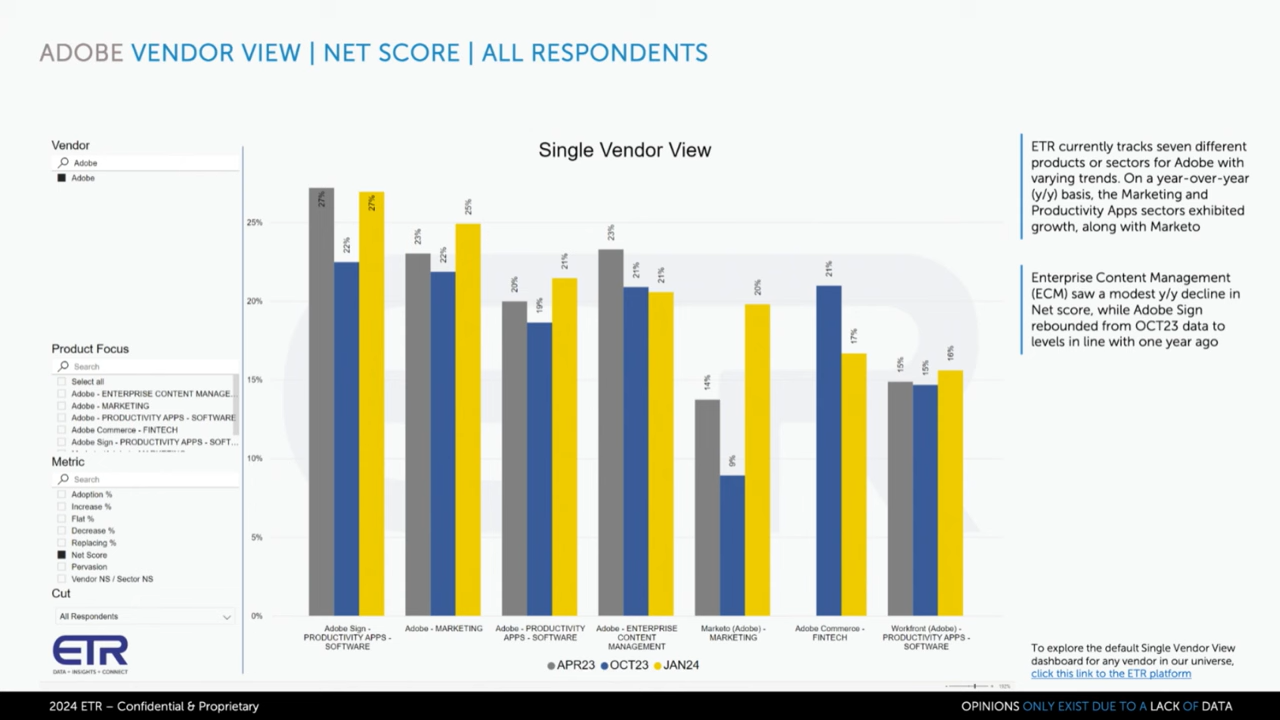 ADOBE VENDOR VIEW | NET SCORE | ALL RESPONDENTS
Vendor
Adobe
Adobe
Product Focus
Search
Select all
Adobe - ENTERPRISE CONTENT MANAGE...
Adobe - MARKETING
Adobe - PRODUCTIVITY APPS - SOFTWARE
Adobe Commerce - FINTECH
Adobe Sign - PRODUCTIVITY APPS - SOFT...
Metric
Search
Adoption %
Increase %
Flat %
Decrease %
Replacing %
Net Score
Pervasion
Vendor NS / Sector NS
Cut
All Respondents
ETR
DATA • INSIGHTS • CONNECT
Single Vendor View
25%
20%
15%
10%
5%
0%
27%
22%
27%
23%
22%
25%
20%
19%
21%
23%
21%
21%
14%
9%
20%
21%
17%
15%
15%
16%
Adobe Sign -
PRODUCTIVITY APPS -
SOFTWARE
Adobe - MARKETING
Adobe - PRODUCTIVITY
APPS - SOFTWARE
Adobe - ENTERPRISE
CONTENT
MANAGEMENT
Marketo (Adobe) -
MARKETING
Adobe Commerce -
FINTECH
Workfront (Adobe) -
PRODUCTIVITY APPS -
SOFTWARE
APR23 OCT23 JAN24
ETR currently tracks seven different
products or sectors for Adobe with
varying trends. On a year-over-year
(y/y) basis, the Marketing and
Productivity Apps sectors exhibited
growth, along with Marketo
Enterprise Content Management
(ECM) saw a modest y/y decline in
Net score, while Adobe Sign
rebounded from OCT23 data to
levels in line with one year ago
To explore the default Single Vendor View
dashboard for any vendor in our universe,
click this link to the ETR platform
2024 ETR – Confidential & Proprietary
OPINIONS ONLY EXIST DUE TO A LACK OF DATA